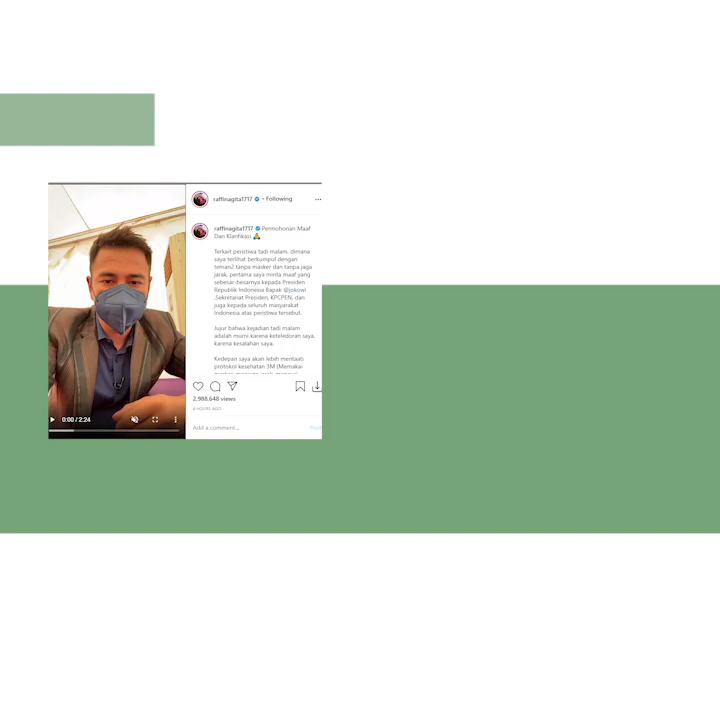 raffinagita1717 • Following
raffinagita1717 Permohonan Maaf
Dan Klarifikasi 🙏
Terkait peristiwa tadi malam, dimana
saya terlihat berkumpul dengan
teman2 tanpa masker dan tanpa jaga
jarak, pertama saya minta maaf yang
sebesar-besarnya kepada Presiden
Republik Indonesia Bapak @jokowi
,Sekretariat Presiden, KPCPEN, dan
juga kepada seluruh masyarakat
Indonesia atas peristiwa tersebut.
Jujur bahwa kejadian tadi malam
adalah murni karena keteledoran saya,
karena kesalahan saya.
Kedepan saya akan lebih mentaati
protokol kesehatan 3M (Memakai
0:00 / 2:24
2,988,648 views
6 HOURS AGO
Add a comment...
Post